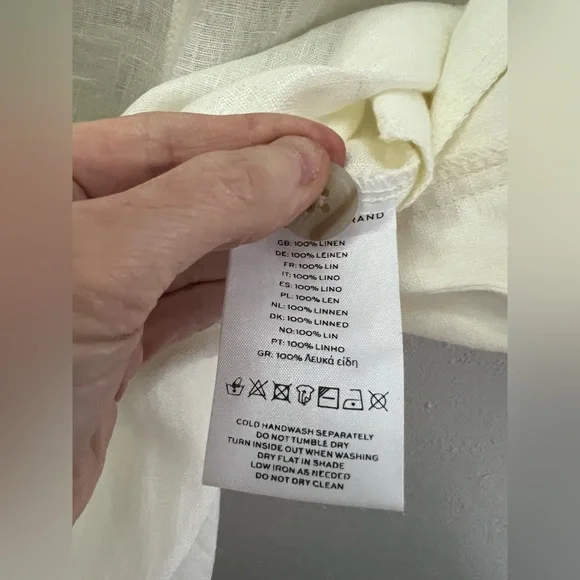 GB: 100% LINEN
DE: 100% LEINEN
FR: 100% LIN
IT: 100% LINO
ES: 100% LINO
PL: 100% LEN
NL: 100% LINNEN
DK: 100% LINNED
NO: 100% LIN
PT: 100% LINHO
GR: 100% Λευκά είδη
COLD HANDWASH SEPARATELY
DO NOT TUMBLE DRY
TURN INSIDE OUT WHEN WASHING
DRY FLAT IN SHADE
LOW IRON AS NEEDED
DO NOT DRY CLEAN